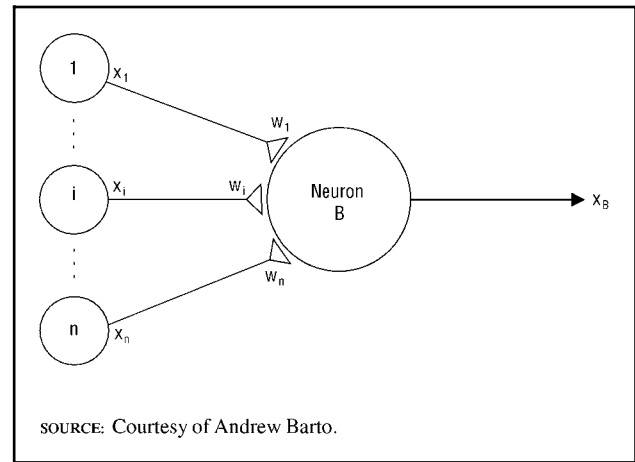 1
X1
W1
i
Xi
Wi
Neuron
B
XB
Wn
n
Xn
SOURCE: Courtesy of Andrew Barto.